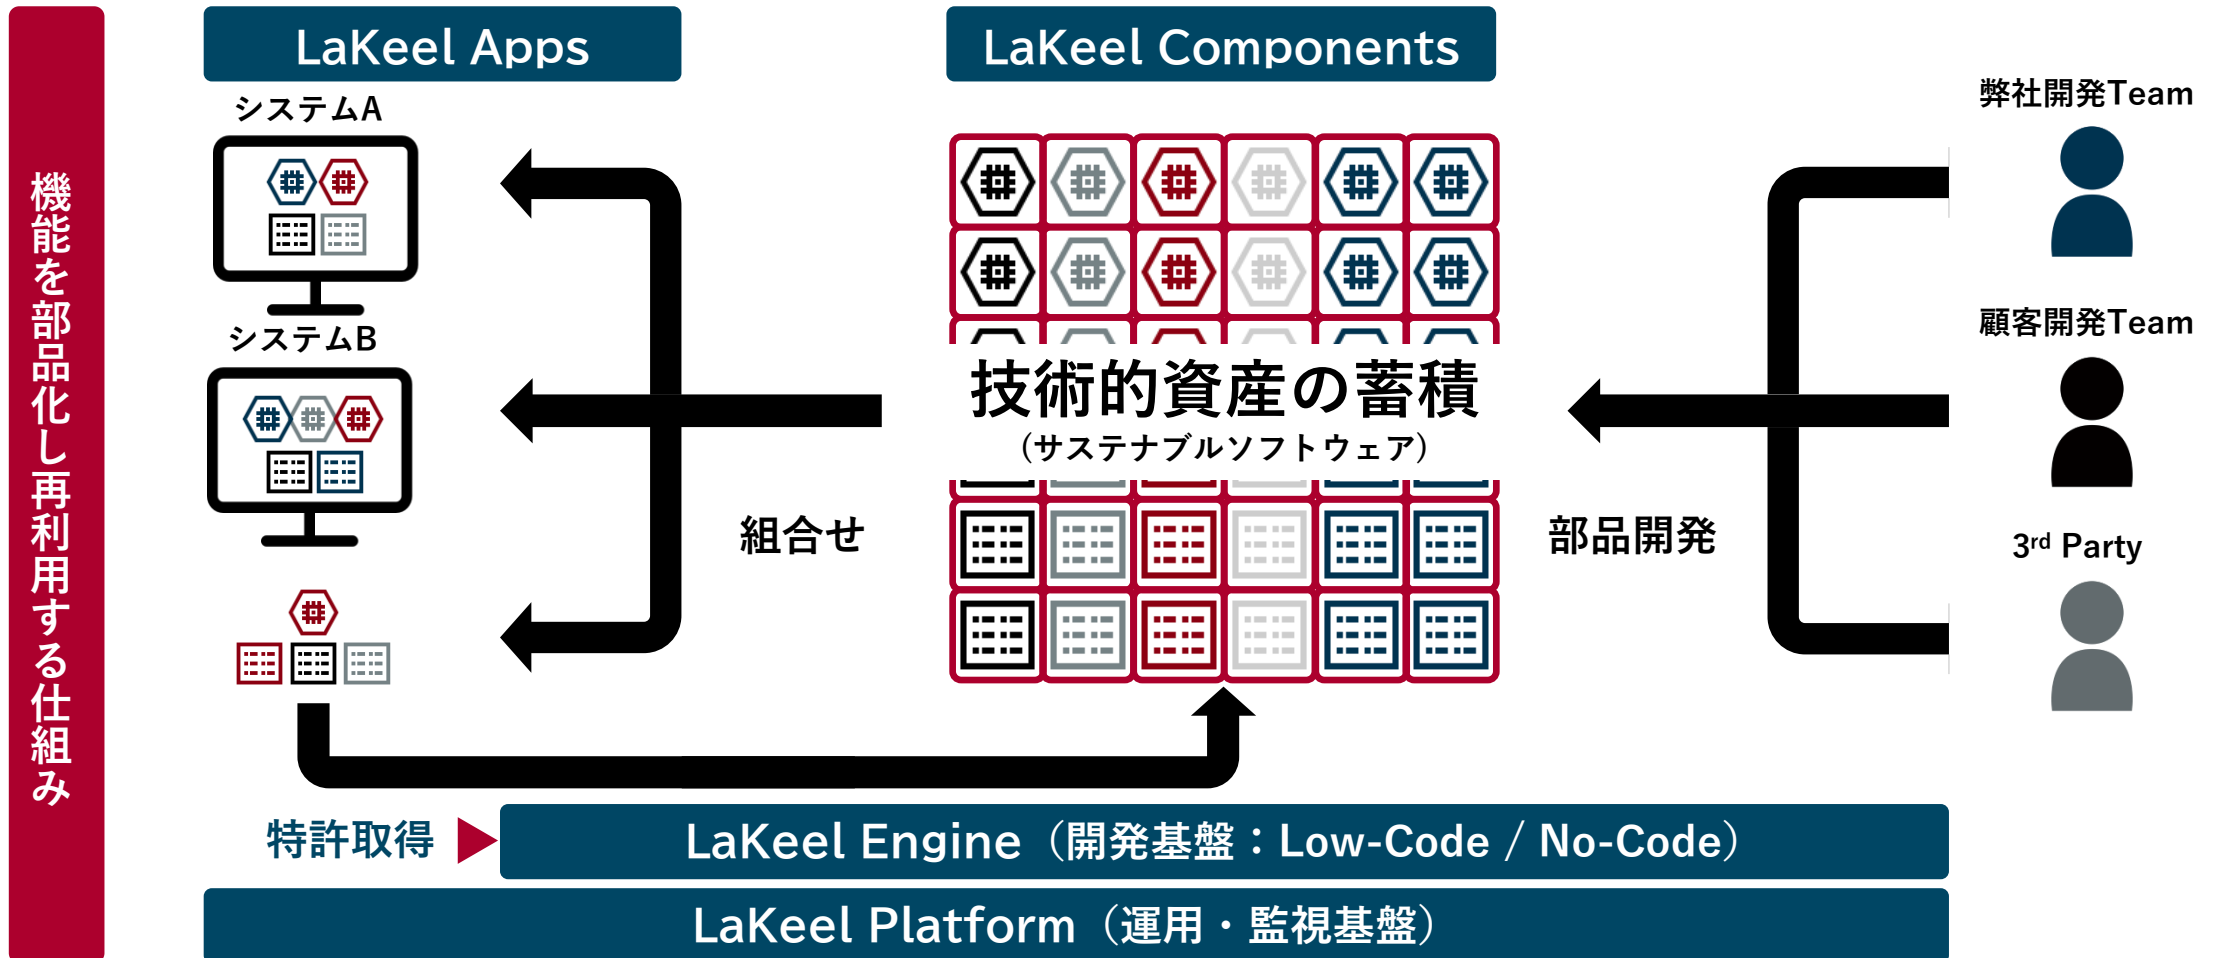 機能を部品化し再利用する仕組み
LaKeel Apps
LaKeel Components
システムA
システムB
組合せ
技術的資産の蓄積
(サステナブルソフトウェア)
部品開発
弊社開発Team
顧客開発Team
3rd Party
特許取得
LaKeel Engine（開発基盤：Low-Code / No-Code）
LaKeel Platform（運用・監視基盤）